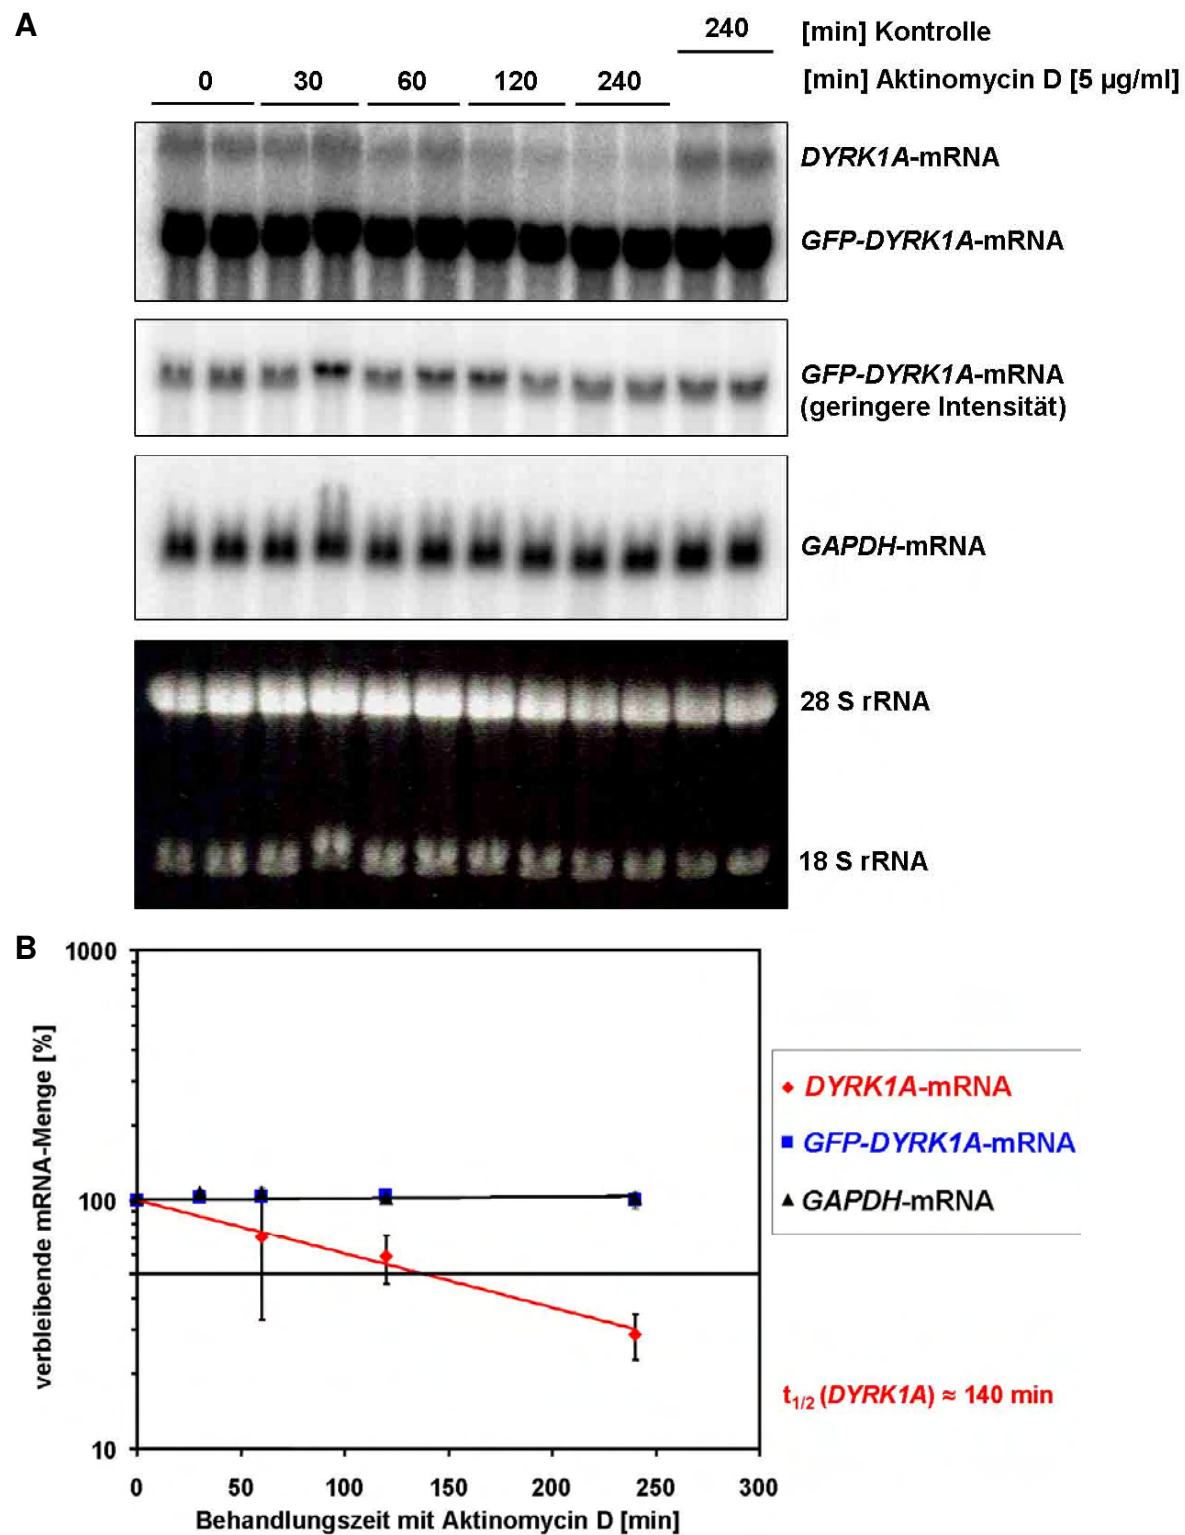 A
240
[min] Kontrolle
0 30 60 120 240
[min] Aktinomycin D [5 µg/ml]
DYRK1A-mRNA
GFP-DYRK1A-mRNA
GFP-DYRK1A-mRNA
(geringere Intensität)
GAPDH-mRNA
28 S rRNA
18 S rRNA
B
1000
100
10
verbleibende mRNA-Menge [%]
0 50 100 150 200 250 300
Behandlungszeit mit Aktinomycin D [min]
DYRK1A-mRNA
GFP-DYRK1A-mRNA
GAPDH-mRNA
t1/2 (DYRK1A) ≈ 140 min